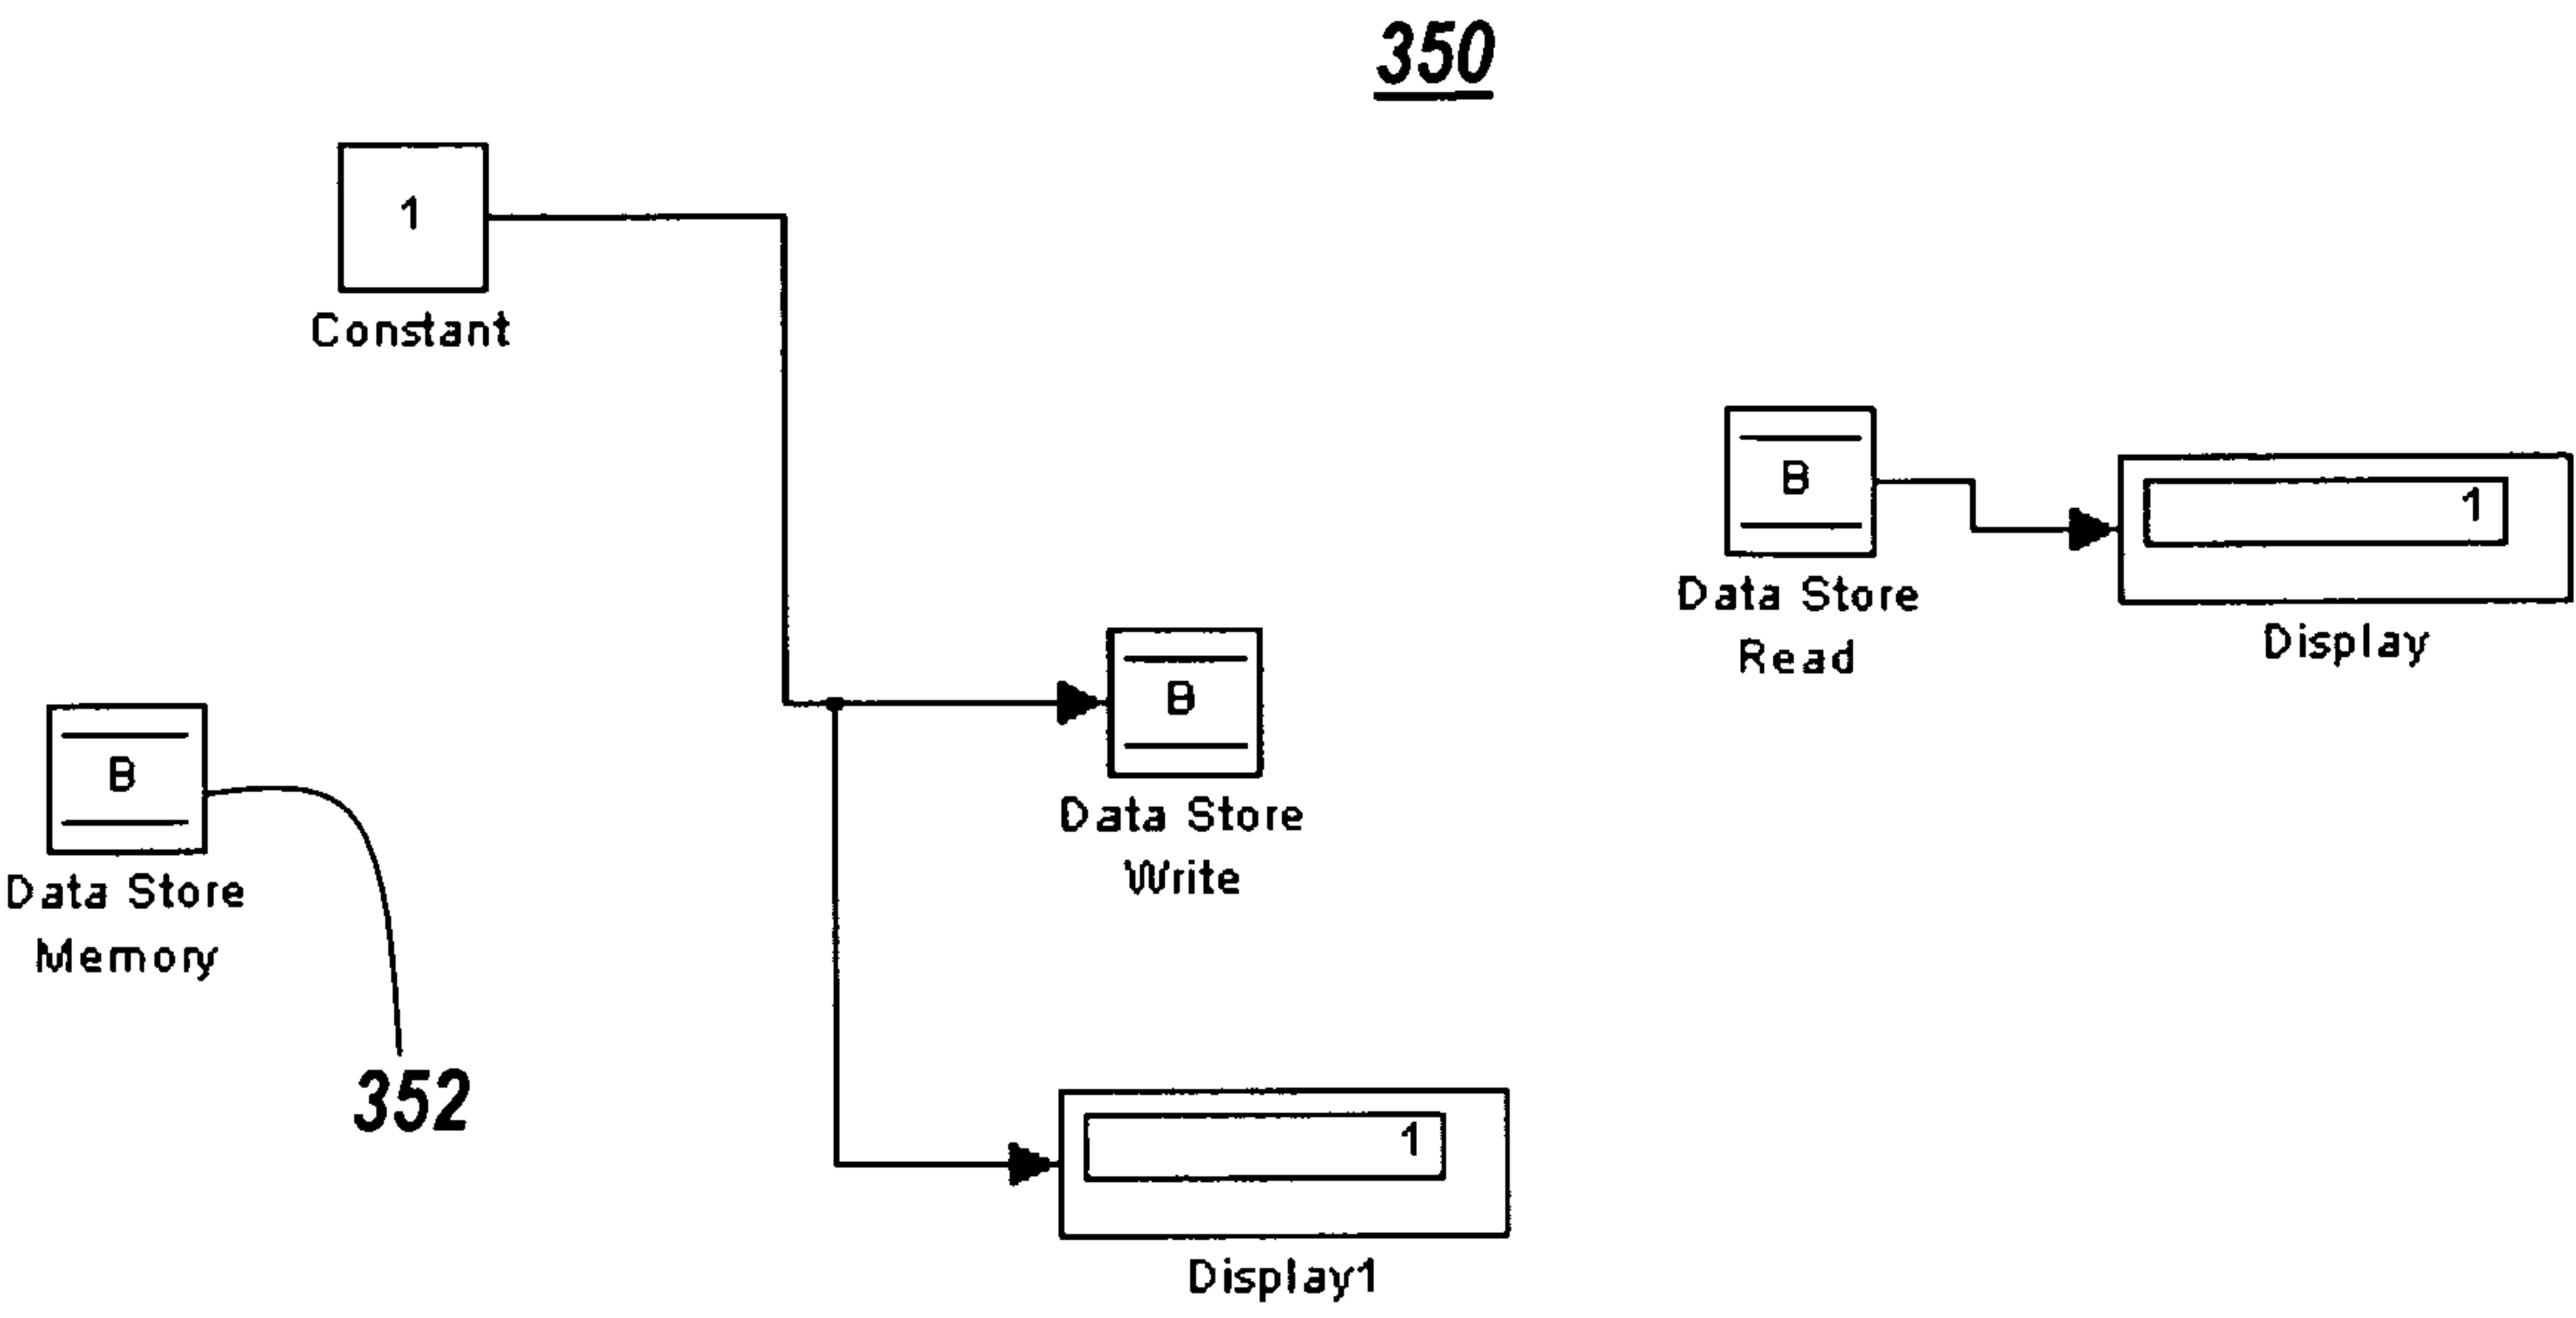 350
1
Constant
B
Data Store
Read
1
Display
B
Data Store
Write
B
Data Store
Memory
352
1
Display1